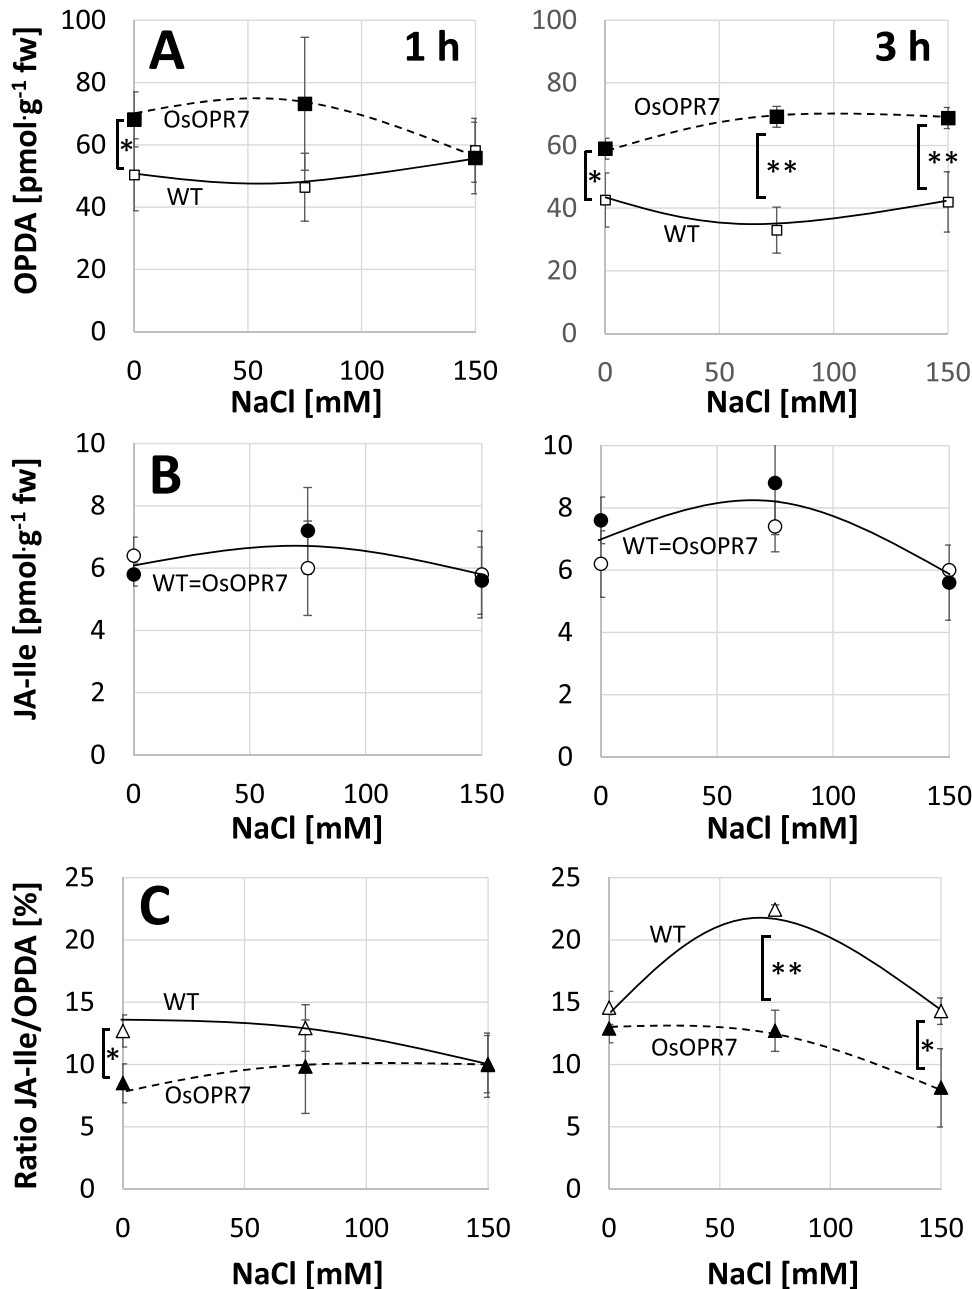 A 1 h
OPDA [pmol·g⁻¹ fw]
100
80
60
40
20
0
OsOPR7
*
WT
0 50 100 150
NaCl [mM]
3 h
100
80
60
40
20
0
OsOPR7
*
**
**
WT
0 50 100 150
NaCl [mM]
B
JA-Ile [pmol·g⁻¹ fw]
10
8
6
4
2
0
WT=OsOPR7
0 50 100 150
NaCl [mM]
10
8
6
4
2
0
WT=OsOPR7
0 50 100 150
NaCl [mM]
C
Ratio JA-Ile/OPDA [%]
25
20
15
10
5
0
WT
*
OsOPR7
0 50 100 150
NaCl [mM]
25
20
15
10
5
0
WT
**
OsOPR7
*
0 50 100 150
NaCl [mM]